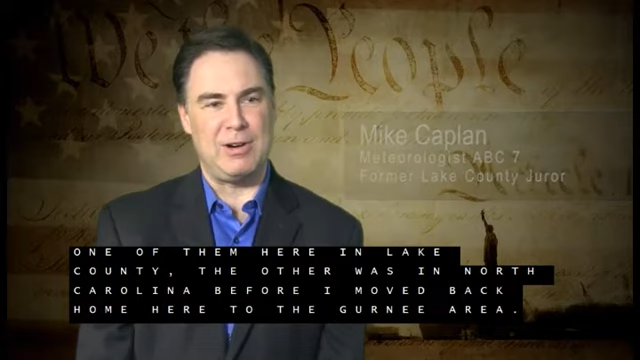 We the People
Mike Caplan
Meteorologist ABC 7
Former Lake County Juror
ONE OF THEM HERE IN LAKE
COUNTY, THE OTHER WAS IN NORTH
CAROLINA BEFORE I MOVED BACK
HOME HERE TO THE GURNEE AREA.